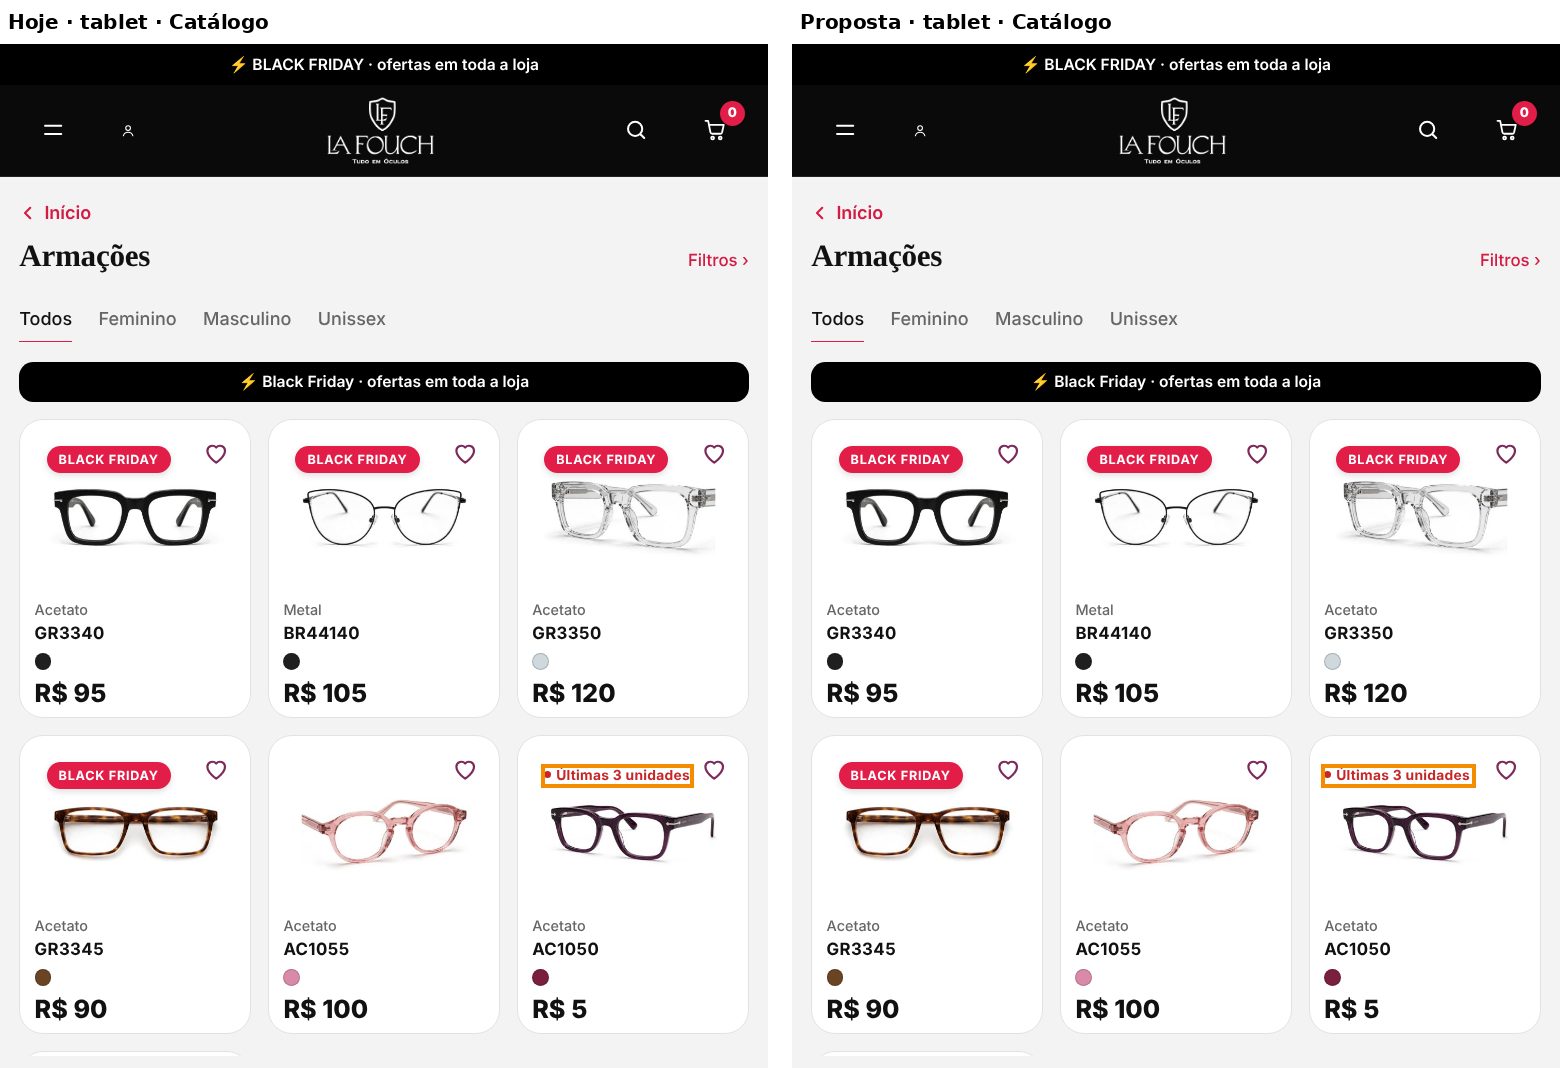 Hoje · tablet · Catálogo
⚡ BLACK FRIDAY · ofertas em toda a loja
0
LF
LA FOUCH
TUDO EM ÓCULOS
Início
Armações
Filtros ›
Todos Feminino Masculino Unissex
⚡ Black Friday · ofertas em toda a loja
BLACK FRIDAY BLACK FRIDAY BLACK FRIDAY
Acetato Metal Acetato
GR3340 BR44140 GR3350
R$ 95 R$ 105 R$ 120
BLACK FRIDAY Últimas 3 unidades
Acetato Acetato Acetato
GR3345 AC1055 AC1050
R$ 90 R$ 100 R$ 5
Proposta · tablet · Catálogo
⚡ BLACK FRIDAY · ofertas em toda a loja
0
LF
LA FOUCH
TUDO EM ÓCULOS
Início
Armações
Filtros ›
Todos Feminino Masculino Unissex
⚡ Black Friday · ofertas em toda a loja
BLACK FRIDAY BLACK FRIDAY BLACK FRIDAY
Acetato Metal Acetato
GR3340 BR44140 GR3350
R$ 95 R$ 105 R$ 120
BLACK FRIDAY Últimas 3 unidades
Acetato Acetato Acetato
GR3345 AC1055 AC1050
R$ 90 R$ 100 R$ 5